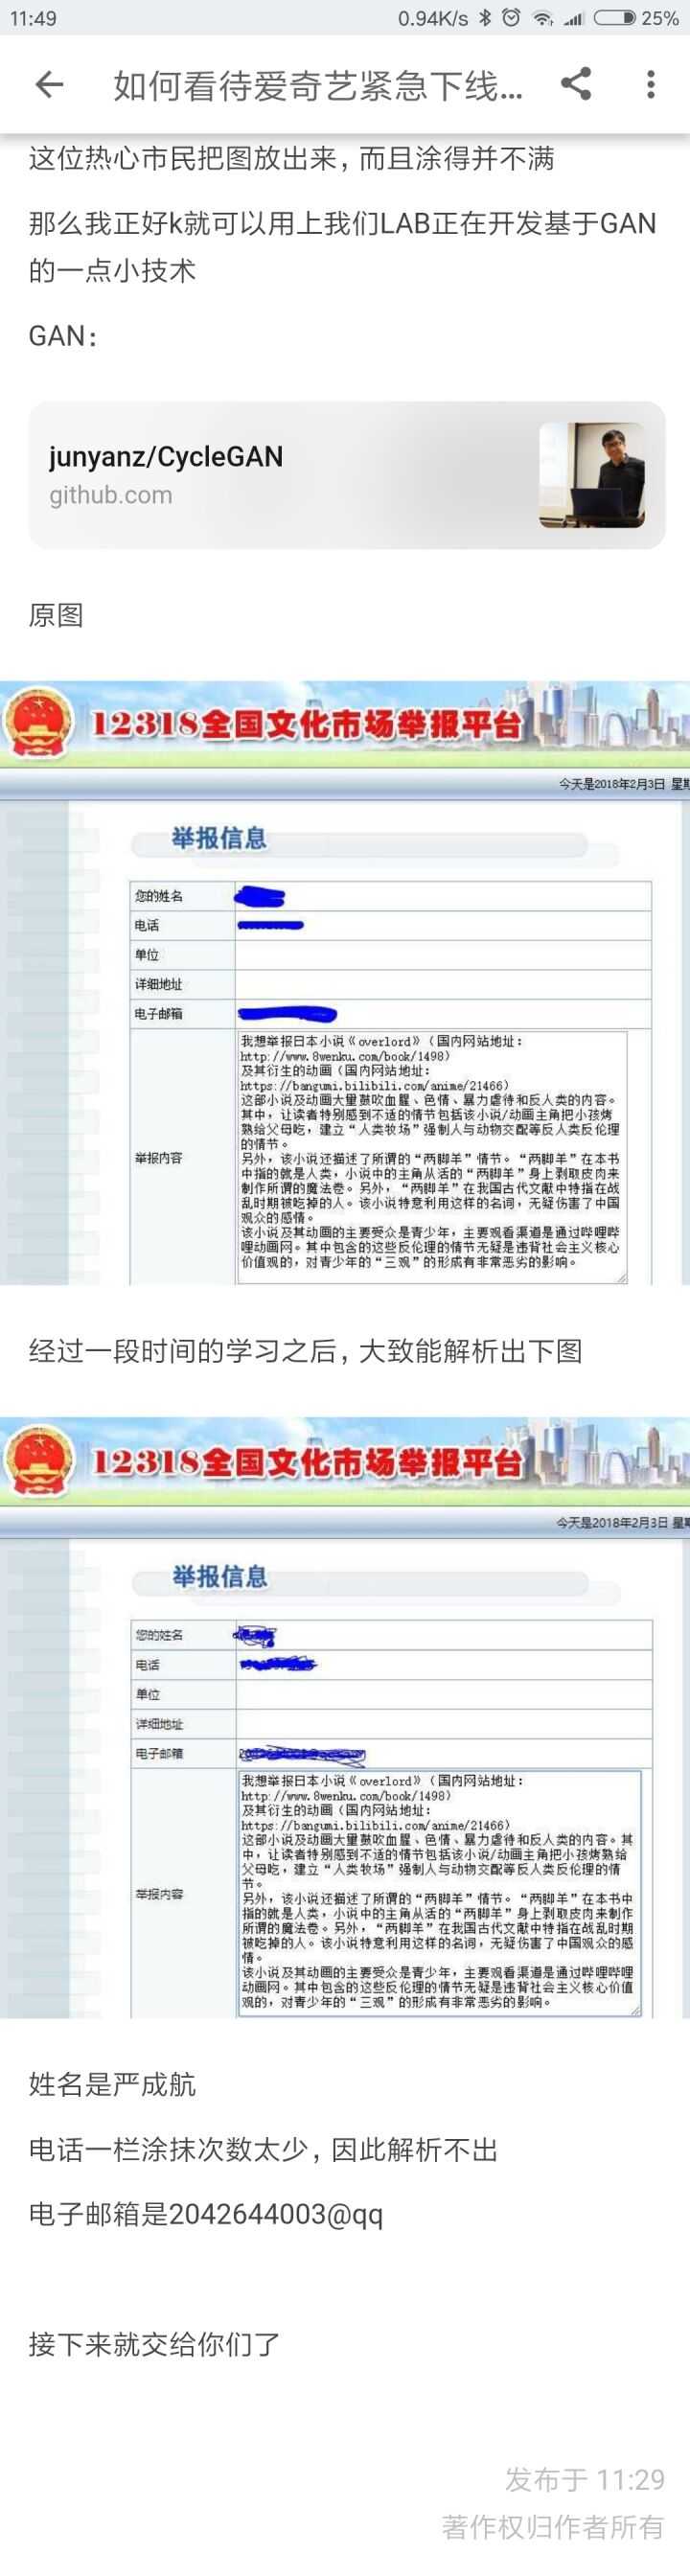 11:49
0.94K/s
25%
如何看待爱奇艺紧急下线...
这位热心市民把图放出来，而且涂得并不满
那么我正好k就可以用上我们LAB正在开发基于GAN
的一点小技术
GAN：
junyanz/CycleGAN
github.com
原图
12318全国文化市场举报平台
今天是2018年2月3日 星期
举报信息
您的姓名
电话
单位
详细地址
电子邮箱
举报内容
我想举报日本小说《overlord》（国内网站地址：
http://www.8wenku.com/book/1498）
及其衍生的动画（国内网站地址：
https://bangumi.bilibili.com/anime/21466）
这部小说及动画大量鼓吹血腥、色情、暴力虐待和反人类的内容。
其中，让读者特别感到不适的情节包括该小说/动画主角把小孩烤
熟给父母吃，建立“人类牧场”强制人与动物交配等反人类反伦理
的情节。
另外，该小说还描述了所谓的“两脚羊”情节。“两脚羊”在本书
中指的就是人类，小说中的主角从活的“两脚羊”身上剥取皮肉来
制作所谓的魔法卷。另外，“两脚羊”在我国古代文献中特指在战
乱时期被吃掉的人。该小说特意利用这样的名词，无疑伤害了中国
观众的感情。
该小说及其动画的主要受众是青少年，主要观看渠道是通过哔哩哔
哩动画网。其中包含的这些反伦理的情节无疑是违背社会主义核心
价值观的，对青少年的“三观”的形成有非常恶劣的影响。
经过一段时间的学习之后，大致能解析出下图
12318全国文化市场举报平台
今天是2018年2月3日 星期
举报信息
您的姓名
电话
单位
详细地址
电子邮箱
举报内容
我想举报日本小说《overlord》（国内网站地址：
http://www.8wenku.com/book/1498）
及其衍生的动画（国内网站地址：
https://bangumi.bilibili.com/anime/21466）
这部小说及动画大量鼓吹血腥、色情、暴力虐待和反人类的内容。其
中，让读者特别感到不适的情节包括该小说/动画主角把小孩烤熟给
父母吃，建立“人类牧场”强制人与动物交配等反人类反伦理的情
节。
另外，该小说还描述了所谓的“两脚羊”情节。“两脚羊”在本书中
指的就是人类，小说中的主角从活的“两脚羊”身上剥取皮肉来制作
所谓的魔法卷。另外，“两脚羊”在我国古代文献中特指在战乱时期
被吃掉的人。该小说特意利用这样的名词，无疑伤害了中国观众的感
情。
该小说及其动画的主要受众是青少年，主要观看渠道是通过哔哩哔哩
动画网。其中包含的这些反伦理的情节无疑是违背社会主义核心价值
观的，对青少年的“三观”的形成有非常恶劣的影响。
姓名是严成航
电话一栏涂抹次数太少，因此解析不出
电子邮箱是2042644003@qq
接下来就交给你们了
发布于 11:29
著作权归作者所有